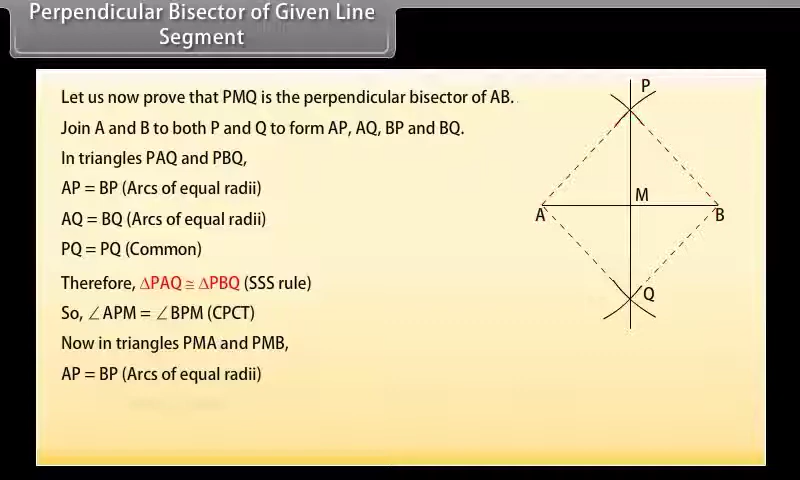 Perpendicular Bisector of Given Line
Segment
Let us now prove that PMQ is the perpendicular bisector of AB.
Join A and B to both P and Q to form AP, AQ, BP and BQ.
In triangles PAQ and PBQ,
AP = BP (Arcs of equal radii)
AQ = BQ (Arcs of equal radii)
PQ = PQ (Common)
Therefore, ∆PAQ ≅ ∆PBQ (SSS rule)
So, ∠APM = ∠BPM (CPCT)
Now in triangles PMA and PMB,
AP = BP (Arcs of equal radii)
P
M
A
B
Q